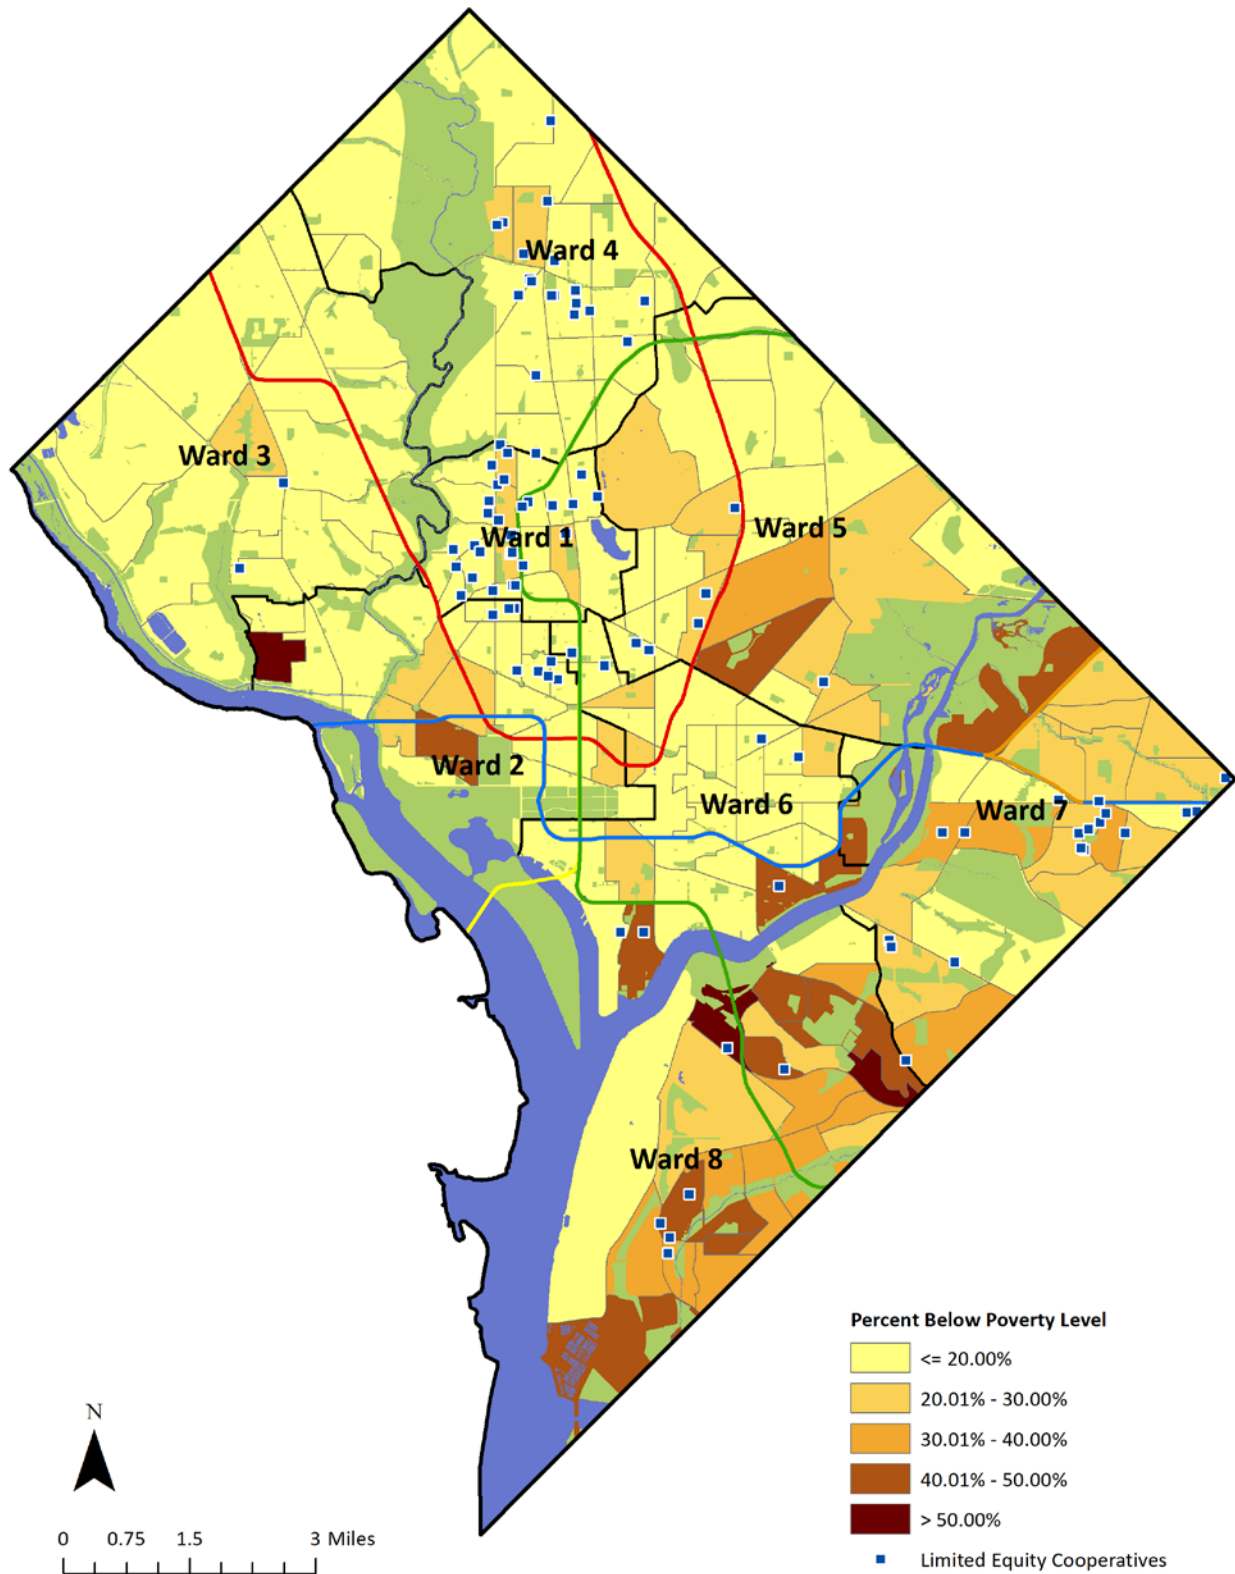 Ward 4
Ward 3
Ward 5
Ward 1
Ward 2
Ward 6
Ward 7
Ward 8
Percent Below Poverty Level
<= 20.00%
20.01% - 30.00%
30.01% - 40.00%
40.01% - 50.00%
> 50.00%
Limited Equity Cooperatives
N
0 0.75 1.5 3 Miles